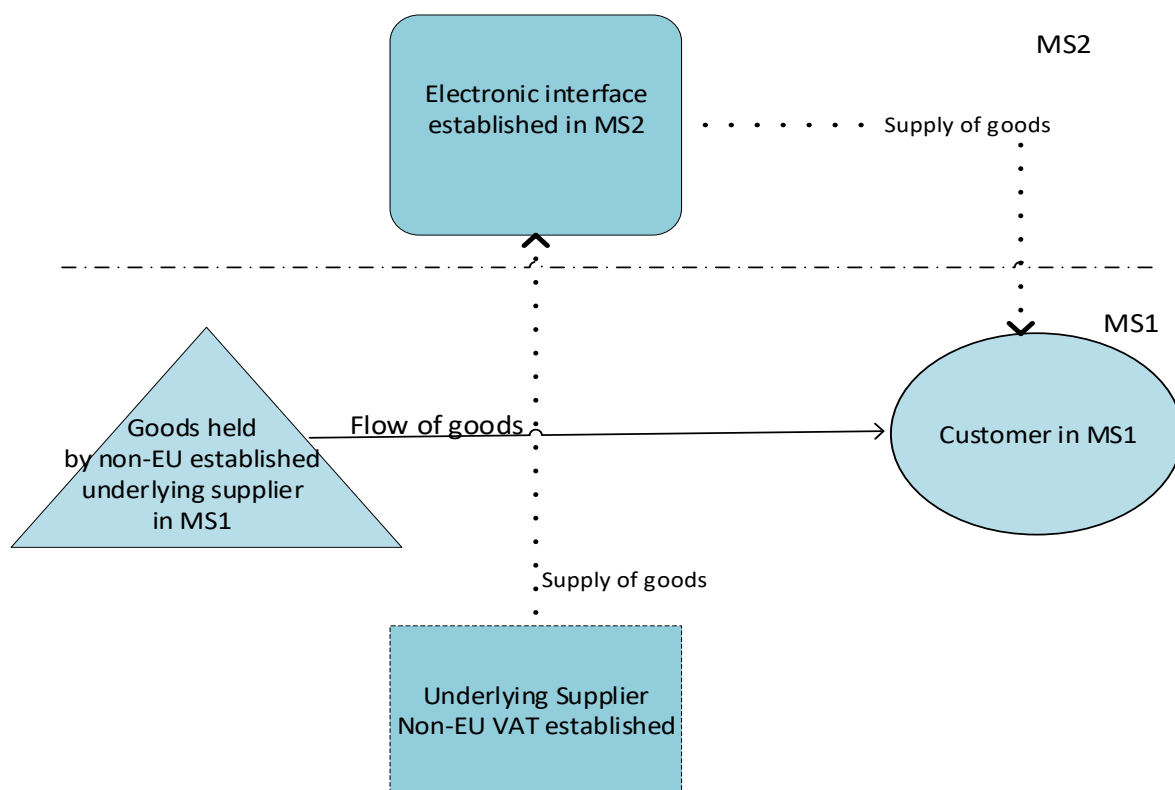 MS2
Electronic interface
established in MS2
Supply of goods
MS1
Goods held
by non-EU established
underlying supplier
in MS1
Flow of goods
Customer in MS1
Supply of goods
Underlying Supplier
Non-EU VAT established